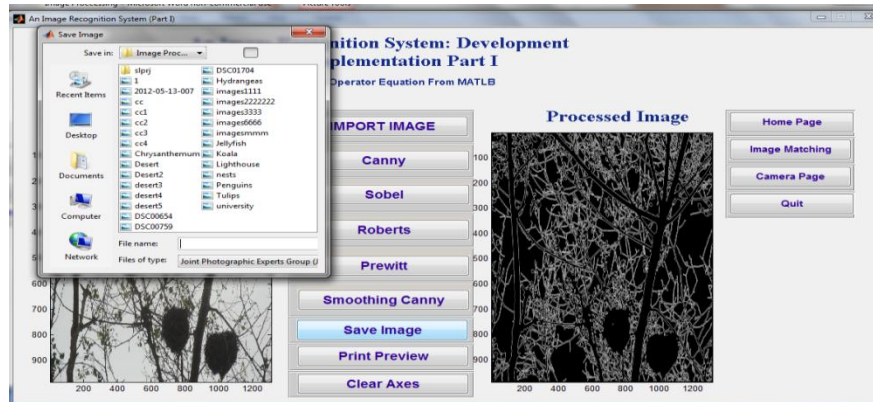 An Image Recognition System (Part I)
Save Image
Save in:
Image Proc...
Recent Items
Desktop
Documents
Computer
Network
slprj
1
2012-05-13-007
cc
cc1
cc2
cc3
cc4
Chrysanthemum
Desert
Desert2
desert3
desert4
desert5
DSC00654
DSC00759
DSC01704
Hydrangeas
images1111
images2222222
images3333
images6666
imagesmmm
Jellyfish
Koala
Lighthouse
nests
Penguins
Tulips
university
File name:
Files of type:
Joint Photographic Experts Group (J
nition System: Development
plementation Part I
Operator Equation From MATLB
IMPORT IMAGE
Canny
Sobel
Roberts
Prewitt
Smoothing Canny
Save Image
Print Preview
Clear Axes
Processed Image
Home Page
Image Matching
Camera Page
Quit
600
700
800
900
200 400 600 800 1000 1200
100
200
300
400
500
600
700
800
900
200 400 600 800 1000 1200